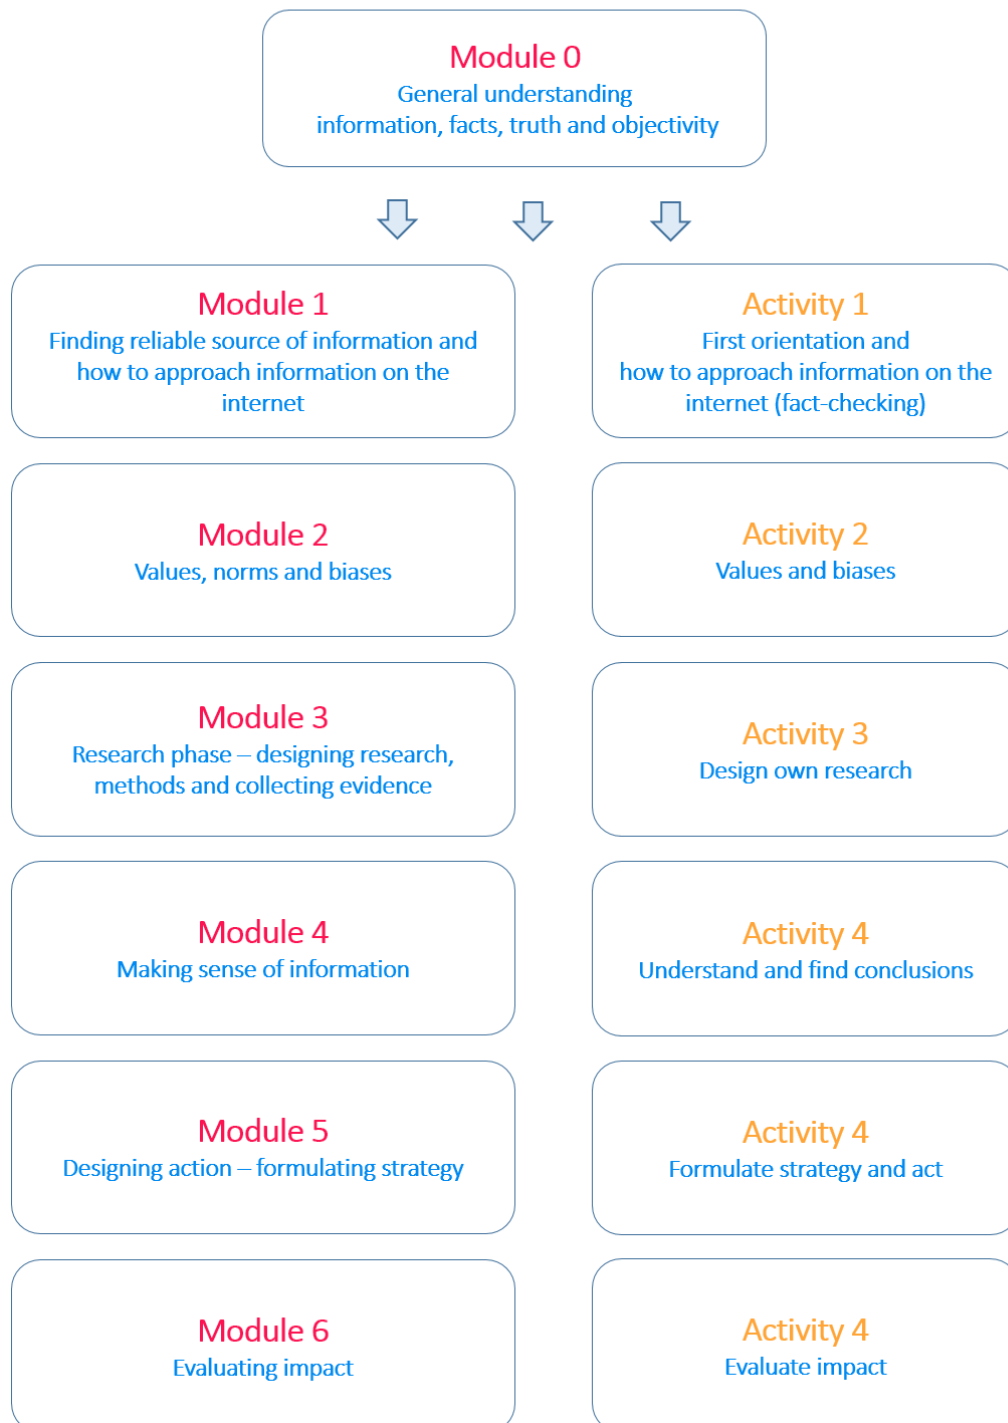 Module 0
General understanding
information, facts, truth and objectivity
Module 1
Finding reliable source of information and
how to approach information on the
internet
Activity 1
First orientation and
how to approach information on the
internet (fact-checking)
Module 2
Values, norms and biases
Activity 2
Values and biases
Module 3
Research phase – designing research,
methods and collecting evidence
Activity 3
Design own research
Module 4
Making sense of information
Activity 4
Understand and find conclusions
Module 5
Designing action – formulating strategy
Activity 4
Formulate strategy and act
Module 6
Evaluating impact
Activity 4
Evaluate impact